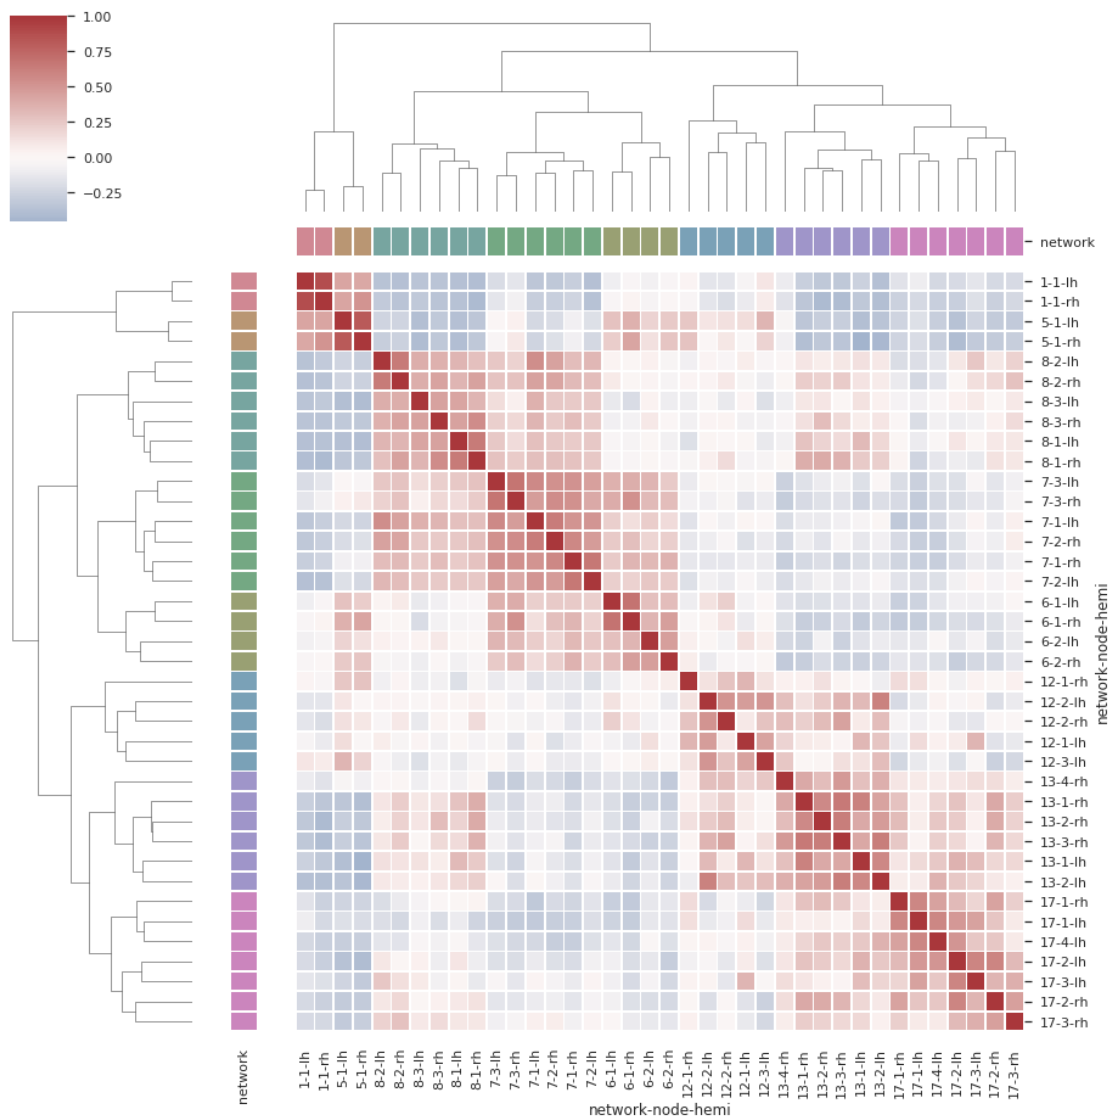 1.00
0.75
0.50
0.25
0.00
−0.25
network
1-1-lh
1-1-rh
5-1-lh
5-1-rh
8-2-lh
8-2-rh
8-3-lh
8-3-rh
8-1-lh
8-1-rh
7-3-lh
7-3-rh
7-1-lh
7-2-rh
7-1-rh
7-2-lh
6-1-lh
6-1-rh
6-2-lh
6-2-rh
12-1-rh
12-2-lh
12-2-rh
12-1-lh
12-3-lh
13-4-rh
13-1-rh
13-2-rh
13-3-rh
13-1-lh
13-2-lh
17-1-rh
17-1-lh
17-4-lh
17-2-lh
17-3-lh
17-2-rh
17-3-rh
network-node-hemi
network
1-1-lh
1-1-rh
5-1-lh
5-1-rh
8-2-lh
8-2-rh
8-3-lh
8-3-rh
8-1-lh
8-1-rh
7-3-lh
7-3-rh
7-1-lh
7-2-rh
7-1-rh
7-2-lh
6-1-lh
6-1-rh
6-2-lh
6-2-rh
12-1-rh
12-2-lh
12-2-rh
12-1-lh
12-3-lh
13-4-rh
13-1-rh
13-2-rh
13-3-rh
13-1-lh
13-2-lh
17-1-rh
17-1-lh
17-4-lh
17-2-lh
17-3-lh
17-2-rh
17-3-rh
network-node-hemi